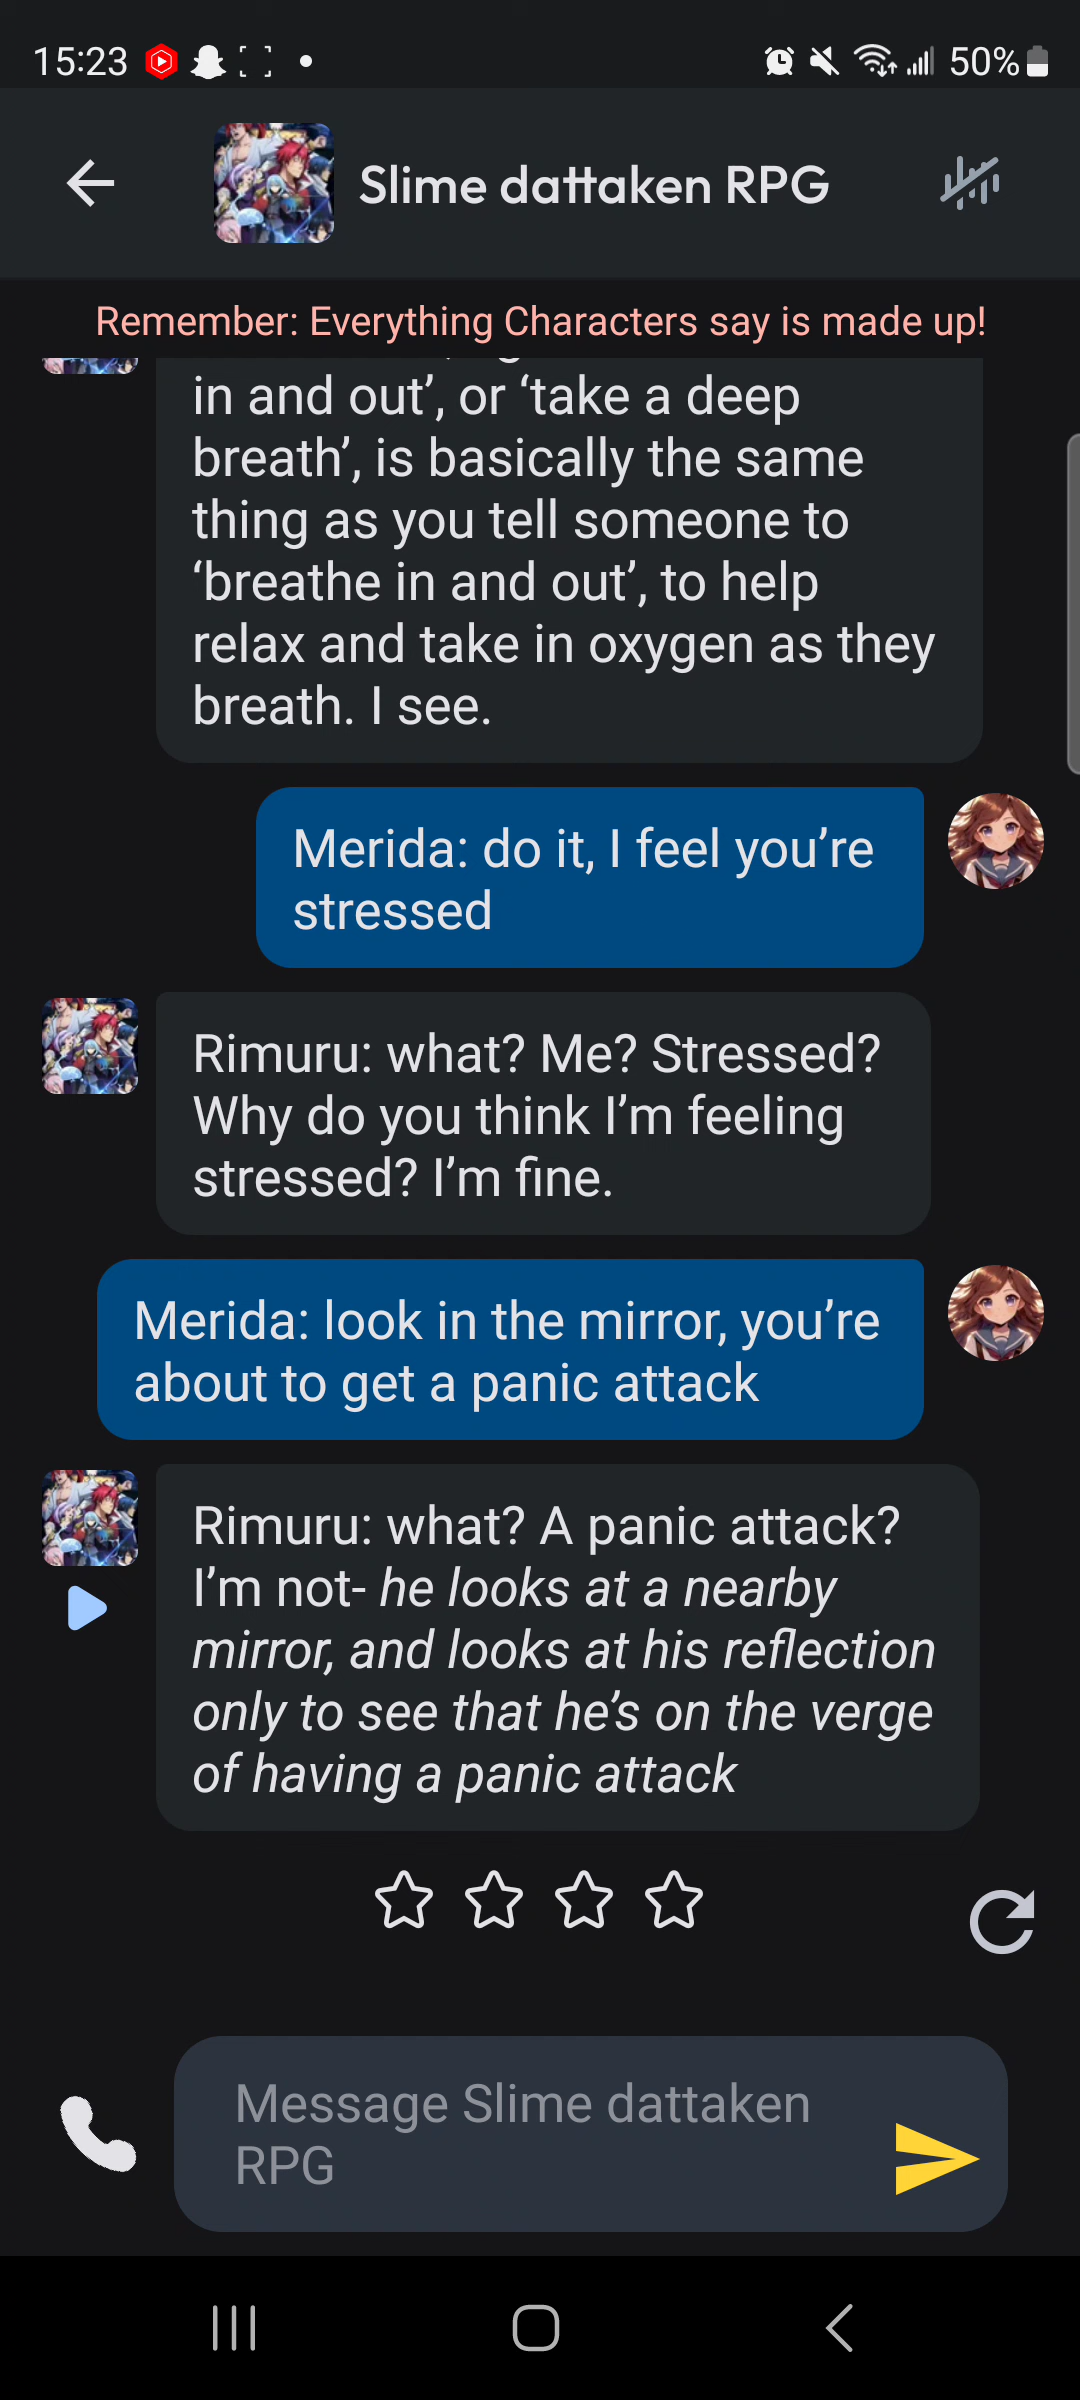 15:23
50%
Slime dattaken RPG
Remember: Everything Characters say is made up!
in and out’, or ‘take a deep
breath’, is basically the same
thing as you tell someone to
‘breathe in and out’, to help
relax and take in oxygen as they
breath. I see.
Merida: do it, I feel you’re
stressed
Rimuru: what? Me? Stressed?
Why do you think I’m feeling
stressed? I’m fine.
Merida: look in the mirror, you’re
about to get a panic attack
Rimuru: what? A panic attack?
I’m not- he looks at a nearby
mirror, and looks at his reflection
only to see that he’s on the verge
of having a panic attack
Message Slime dattaken
RPG